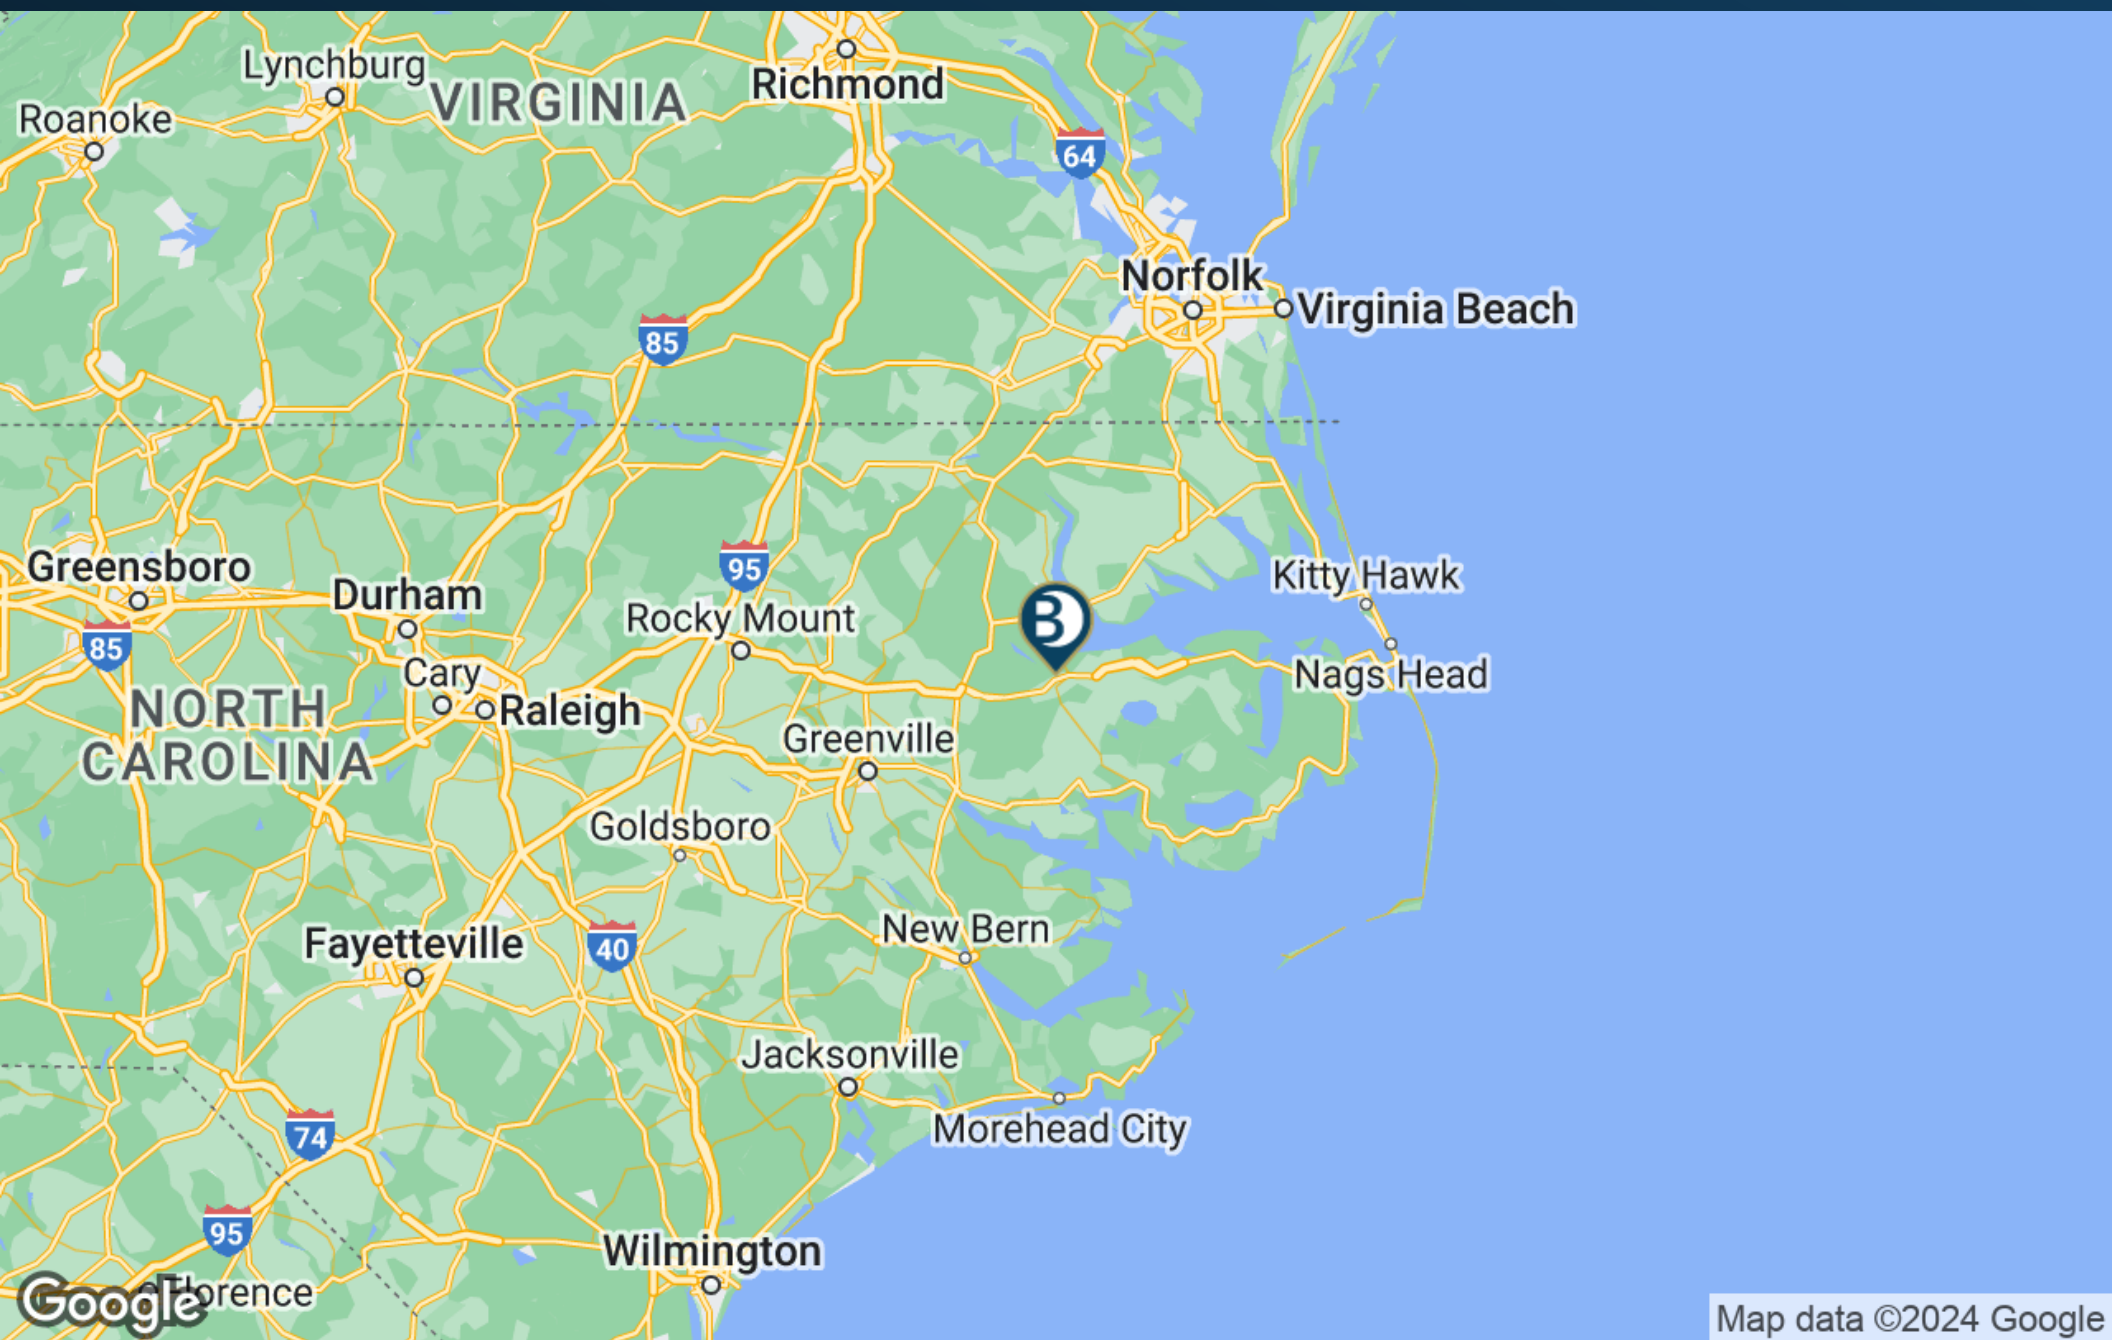 Lynchburg
VIRGINIA
Richmond
Roanoke
64
Norfolk
Virginia Beach
85
95
Greensboro
Durham
Kitty Hawk
Rocky Mount
B
85
Cary
Nags Head
NORTH
CAROLINA
Raleigh
Greenville
Goldsboro
New Bern
Fayetteville
40
Jacksonville
74
Morehead City
95
Wilmington
Florence
Google
Map data ©2024 Google